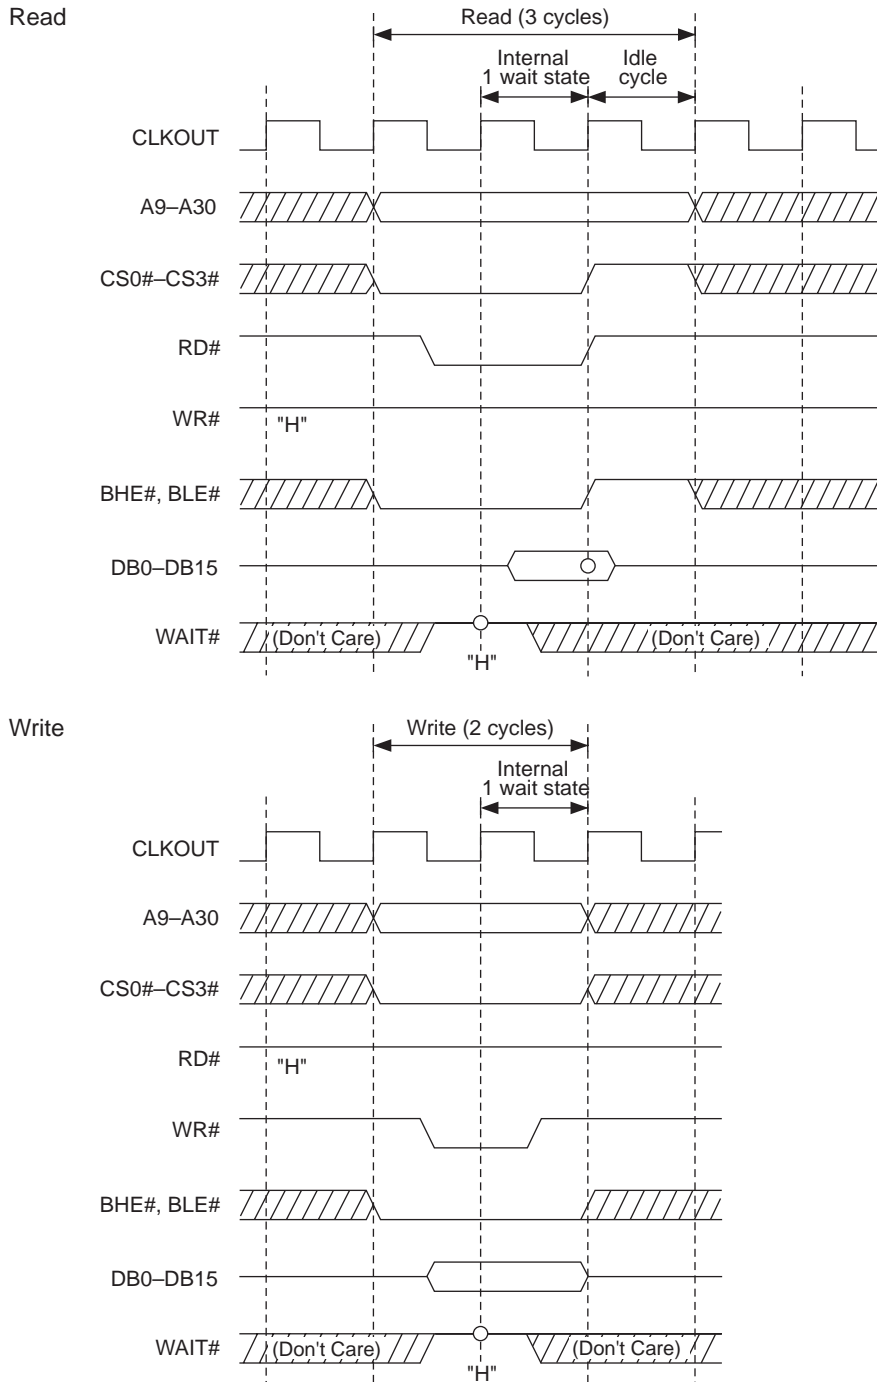 Read
Read (3 cycles)
Internal
1 wait state
Idle
cycle
CLKOUT
A9–A30
CS0#–CS3#
RD#
WR#
"H"
BHE#, BLE#
DB0–DB15
WAIT#
(Don't Care)
(Don't Care)
"H"
Write
Write (2 cycles)
Internal
1 wait state
CLKOUT
A9–A30
CS0#–CS3#
RD#
"H"
WR#
BHE#, BLE#
DB0–DB15
WAIT#
(Don't Care)
(Don't Care)
"H"